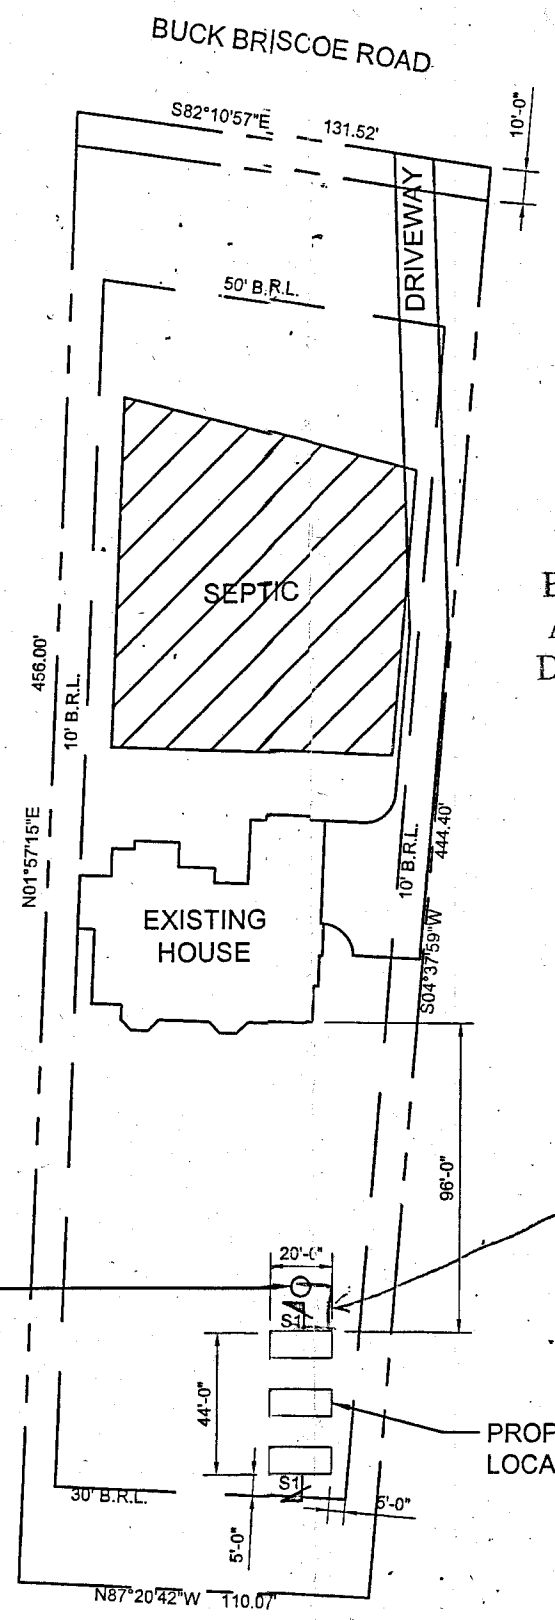 BUCK BRISCOE ROAD
S82°10'57"E 131.52'
10'-0"
DRIVEWAY
50' B.R.L.
SEPTIC
456.00'
10' B.R.L.
N01°57'15"E
EXISTING
HOUSE
10' B.R.L.
444.40'
S04°37'59"W
96'-0"
20'-0"
S1
44'-0"
PROP
LOCA
S1
30' B.R.L.
5'-0"
5'-0"
N87°20'42"W 110.07'